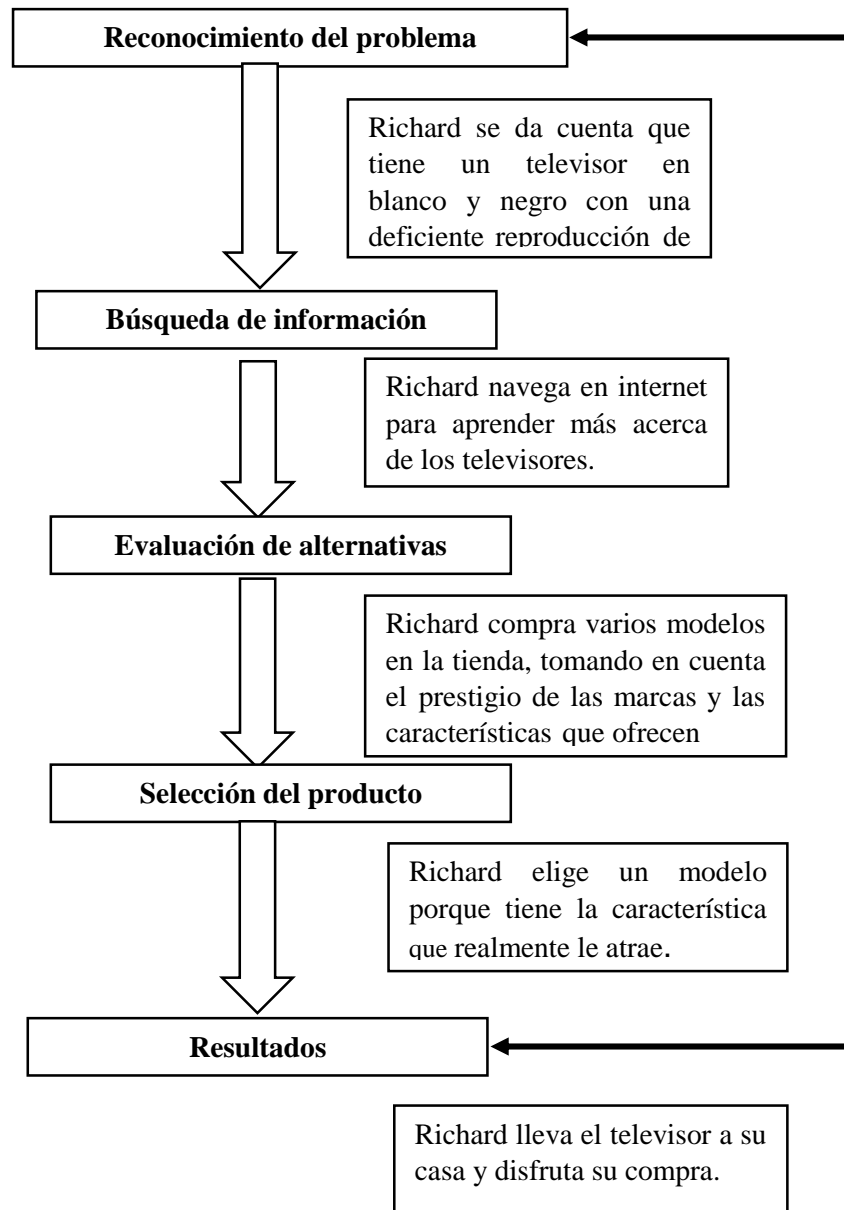 Reconocimiento del problema
Richard se da cuenta que
tiene un televisor en
blanco y negro con una
deficiente reproducción de
Búsqueda de información
Richard navega en internet
para aprender más acerca
de los televisores.
Evaluación de alternativas
Richard compra varios modelos
en la tienda, tomando en cuenta
el prestigio de las marcas y las
características que ofrecen
Selección del producto
Richard elige un modelo
porque tiene la característica
que realmente le atrae.
Resultados
Richard lleva el televisor a su
casa y disfruta su compra.